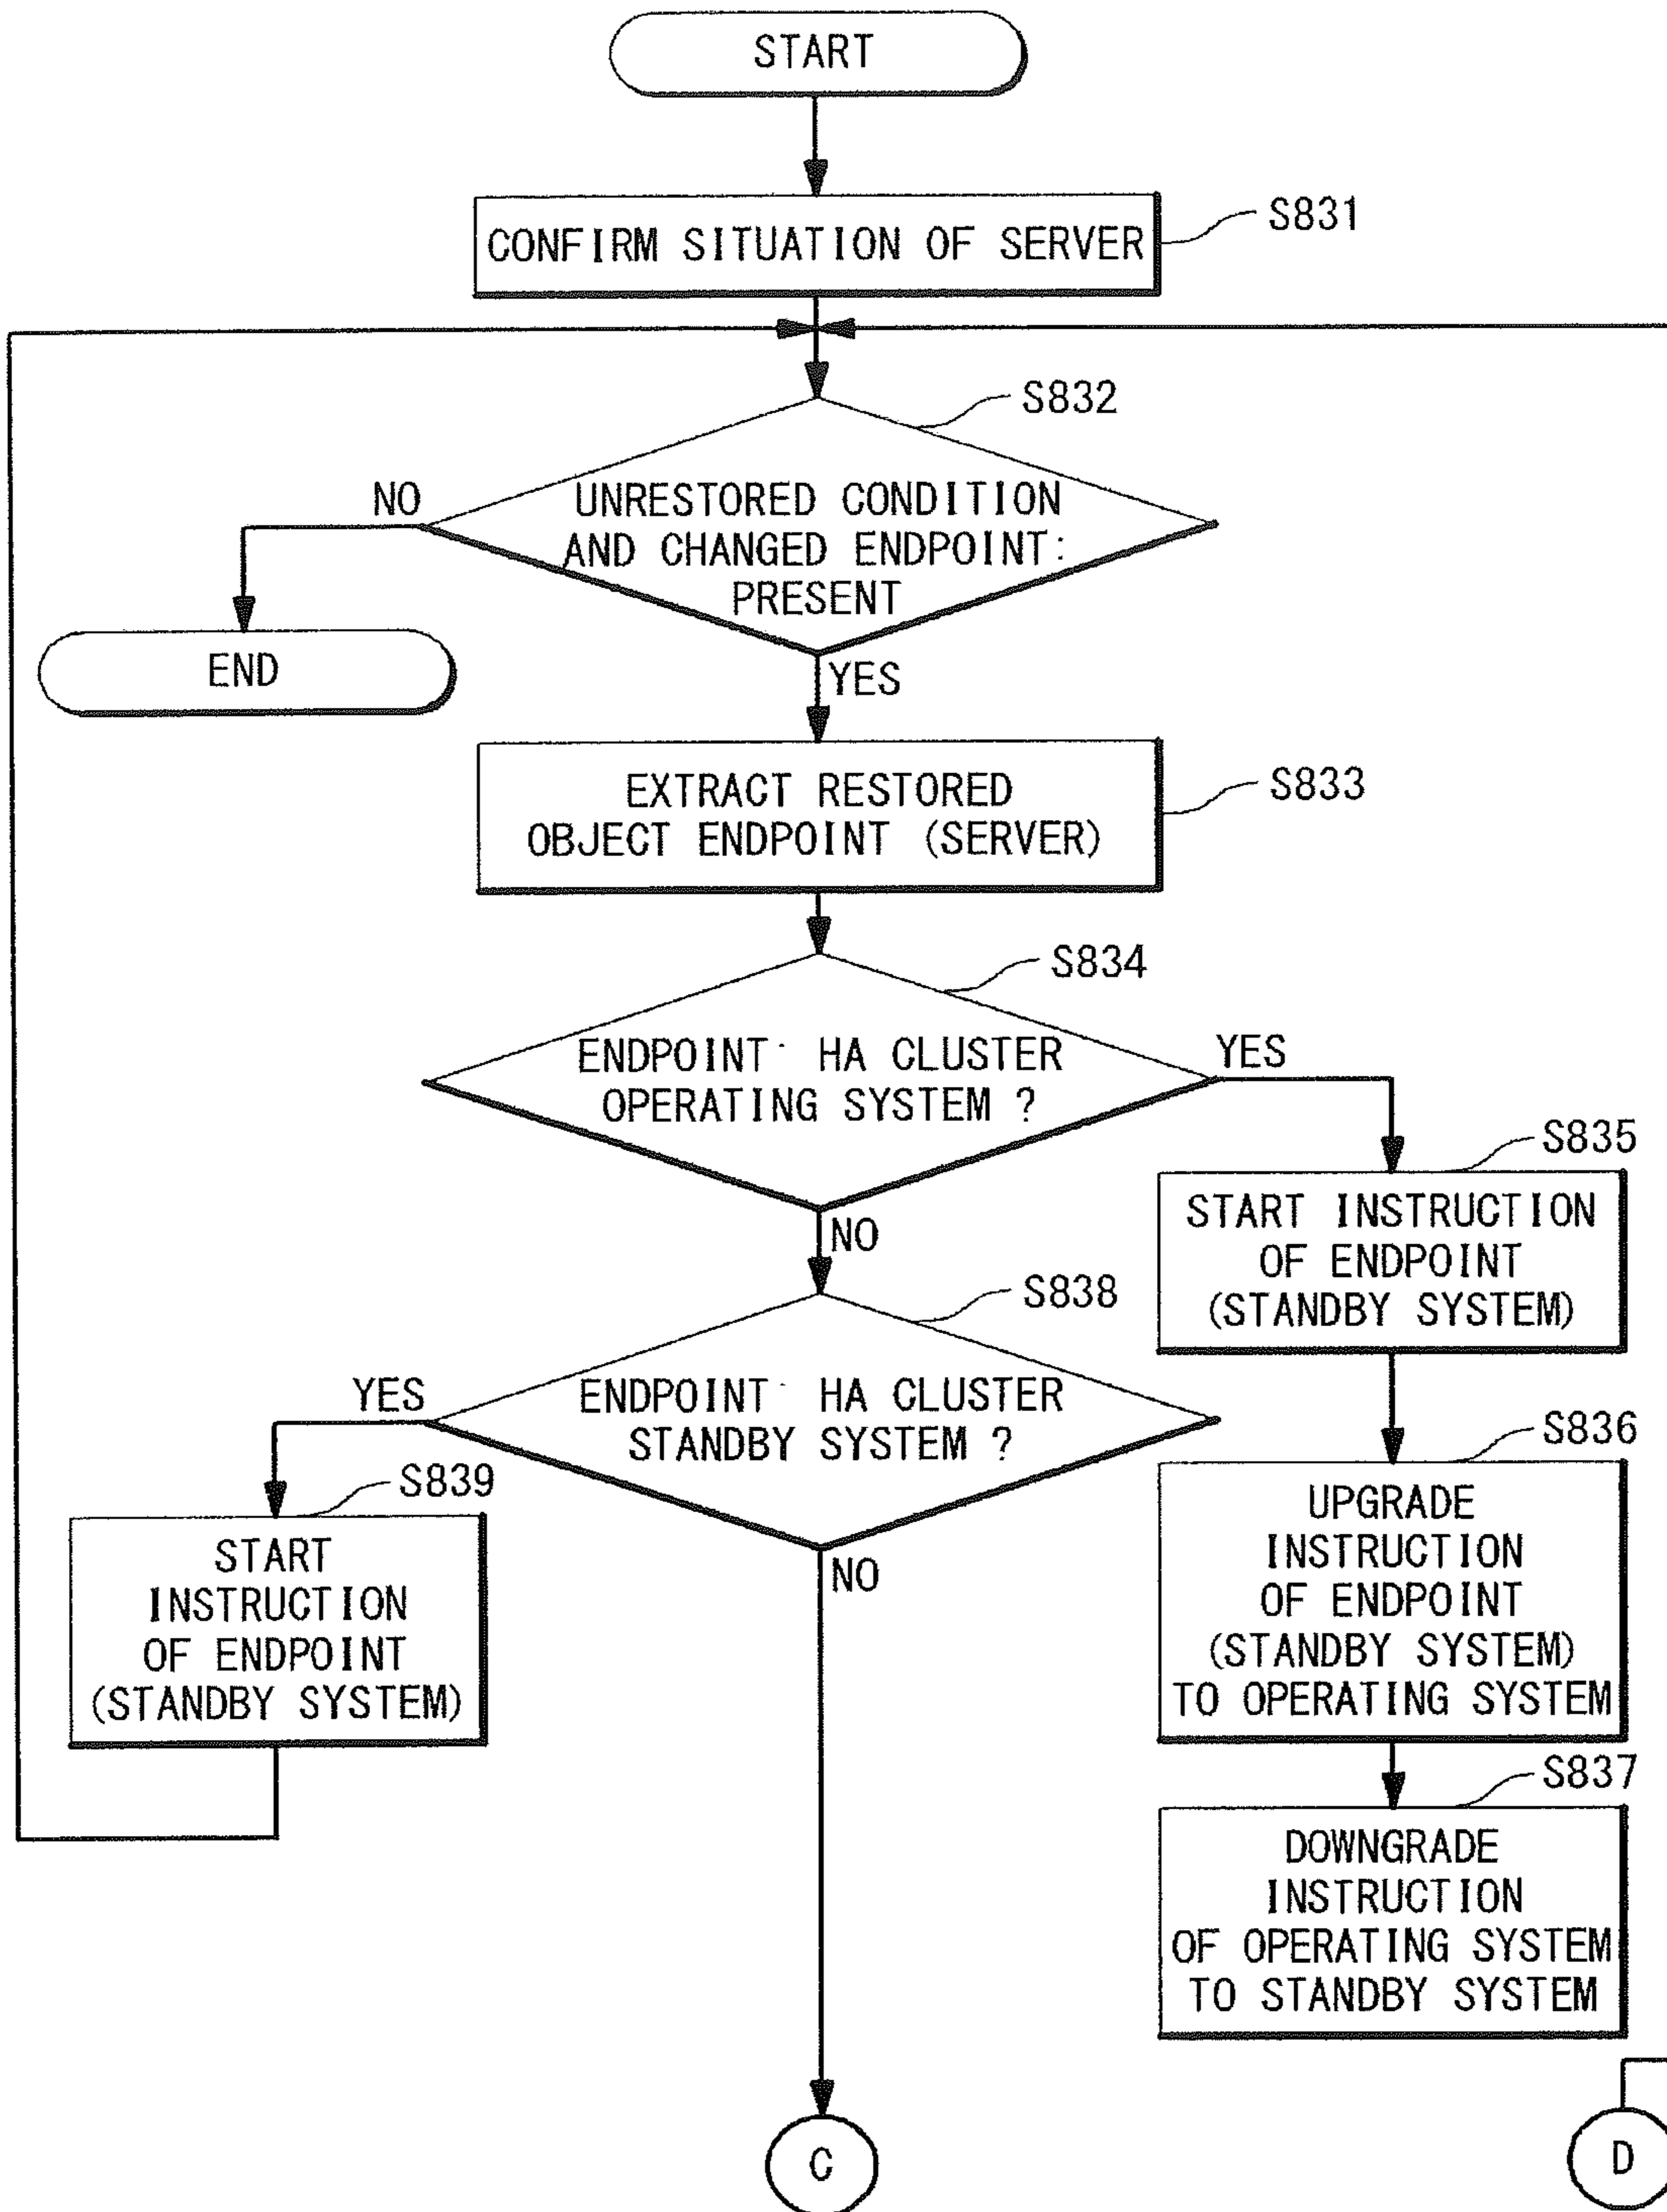 START
CONFIRM SITUATION OF SERVER
S831
S832
NO
UNRESTORED CONDITION
AND CHANGED ENDPOINT:
PRESENT
END
YES
EXTRACT RESTORED
OBJECT ENDPOINT (SERVER)
S833
S834
ENDPOINT HA CLUSTER
OPERATING SYSTEM ?
YES
NO
S835
START INSTRUCTION
OF ENDPOINT
(STANDBY SYSTEM)
S838
YES
ENDPOINT HA CLUSTER
STANDBY SYSTEM ?
NO
S839
START
INSTRUCTION
OF ENDPOINT
(STANDBY SYSTEM)
S836
UPGRADE
INSTRUCTION
OF ENDPOINT
(STANDBY SYSTEM)
TO OPERATING SYSTEM
S837
DOWNGRADE
INSTRUCTION
OF OPERATING SYSTEM
TO STANDBY SYSTEM
C
D